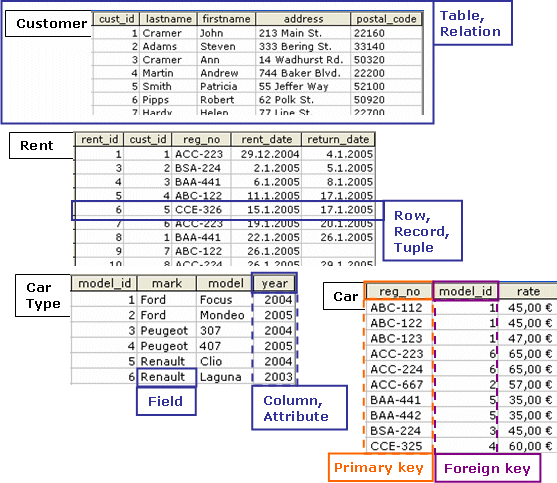 Customer
cust_id lastname firstname address postal_code
1 Cramer John 213 Main St. 22160
2 Adams Steven 333 Bering St. 33140
3 Cramer Ann 14 Wadhurst Rd. 50320
4 Martin Andrew 744 Baker Blvd. 22200
5 Smith Patricia 55 Jeff Way 52100
6 Pipps Robert 62 Polk St. 50920
7 Hardy Helen 77 Line St. 22700
Table,
Relation
Rent
rent_id cust_id reg_no rent_date return_date
1 1 ACC-223 29.12.2004 4.1.2005
3 2 BSA-224 2.1.2005 5.1.2005
4 3 BAA-441 6.1.2005 8.1.2005
5 4 ABC-122 11.1.2005 17.1.2005
6 5 CCE-326 15.1.2005 17.1.2005
7 6 ACC-223 19.1.2005 20.1.2005
8 1 BAA-441 22.1.2005 26.1.2005
9 7 ABC-122 26.1.2005
10 8 ACC-224 26.1.2005 29.1.2005
Row,
Record,
Tuple
Car
Type
model_id mark model year
1 Ford Focus 2004
2 Ford Mondeo 2005
3 Peugeot 307 2004
4 Peugeot 407 2005
5 Renault Clio 2004
6 Renault Laguna 2003
Field
Column,
Attribute
Car
reg_no model_id rate
ABC-112 1 45,00 €
ABC-122 1 45,00 €
ABC-123 1 47,00 €
ACC-223 6 65,00 €
ACC-224 6 65,00 €
ACC-667 2 57,00 €
BAA-441 5 35,00 €
BAA-442 5 35,00 €
BSA-224 3 45,00 €
CCE-325 4 60,00 €
Primary key
Foreign key